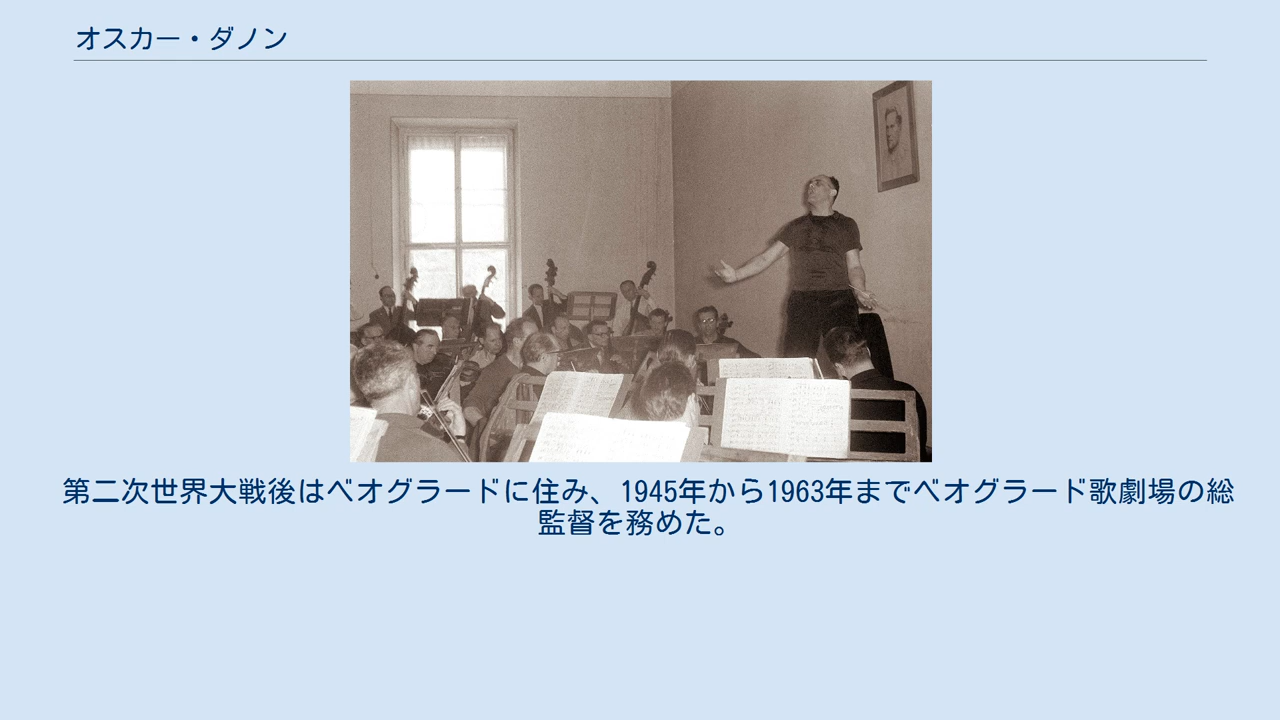 オスカー・ダノン
第二次世界大戦後はベオグラードに住み、1945年から1963年までベオグラード歌劇場の総
監督を務めた。